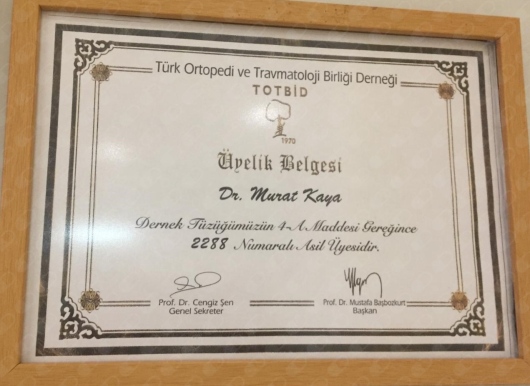 Türk Ortopedi ve Travmatoloji Birliği Derneği
TOTBİD
1970
Üyelik Belgesi
Dr. Murat Kaya
Dernek Tüzüğümüzün 4-A Maddesi Gereğince
2288 Numaralı Asil Üyesidir.
Prof. Dr. Cengiz Şen
Genel Sekreter
Prof. Dr. Mustafa Başbozkurt
Başkan